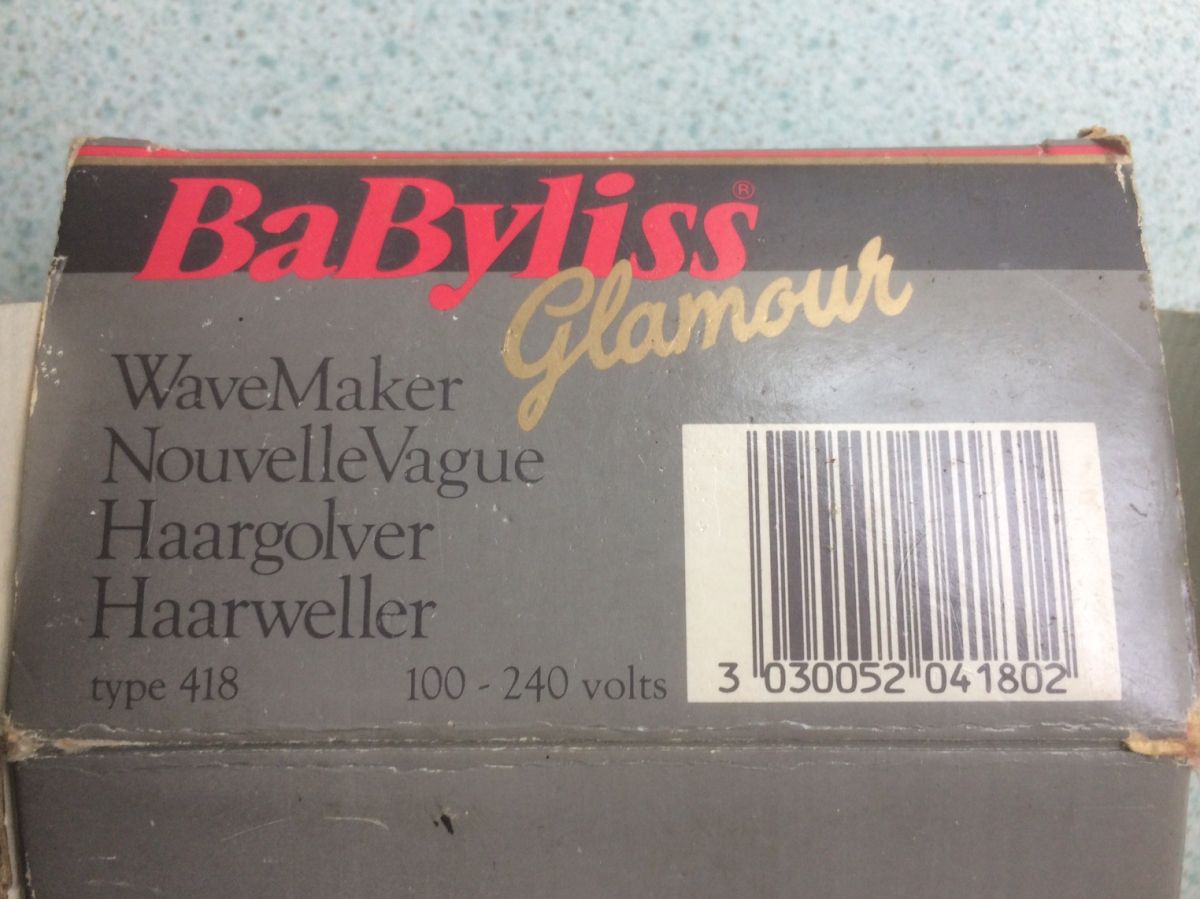 BaByliss®
Glamour
WaveMaker
NouvelleVague
Haargolver
Haarweller
type 418 100 - 240 volts
3 030052 041802